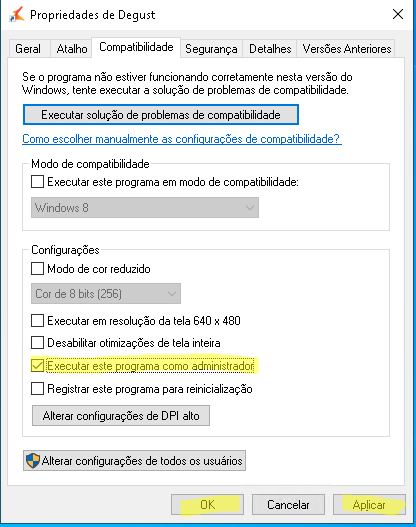 Propriedades de Degust
Geral
Atalho
Compatibilidade
Segurança
Detalhes
Versões Anteriores
Se o programa não estiver funcionando corretamente nesta versão do
Windows, tente executar a solução de problemas de compatibilidade.
Executar solução de problemas de compatibilidade
Como escolher manualmente as configurações de compatibilidade?
Modo de compatibilidade
Executar este programa em modo de compatibilidade:
Windows 8
Configurações
Modo de cor reduzido
Cor de 8 bits (256)
Executar em resolução da tela 640 x 480
Desabilitar otimizações de tela inteira
Executar este programa como administrador
Registrar este programa para reinicialização
Alterar configurações de DPI alto
Alterar configurações de todos os usuários
OK
Cancelar
Aplicar